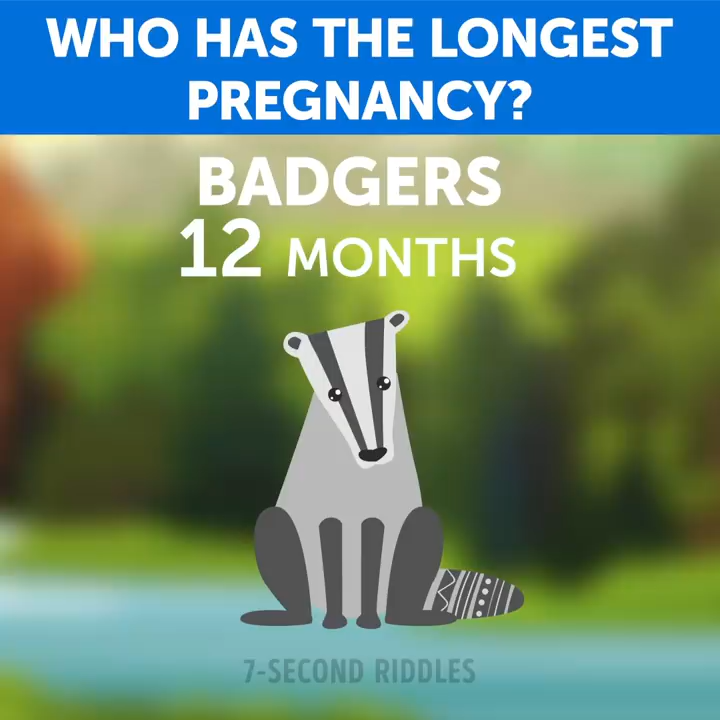 WHO HAS THE LONGEST
PREGNANCY?
BADGERS
12 MONTHS
7-SECOND RIDDLES